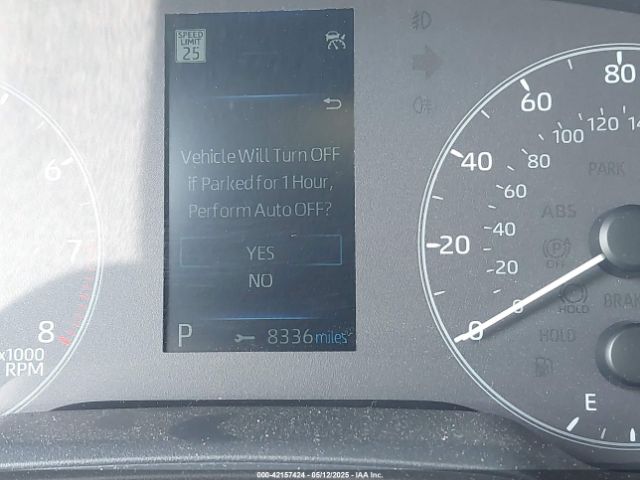 SPEED
LIMIT
25
Vehicle Will Turn OFF
if Parked for 1 Hour,
Perform Auto OFF?
YES
NO
P 8336 miles
6
7
8
x1000
RPM
0
20
40
60
80
0
20
40
60
80
100
120
PARK
ABS
P
OFF
HOLD
HOLD
E
000-42157424 - 05/12/2025 - IAA Inc.